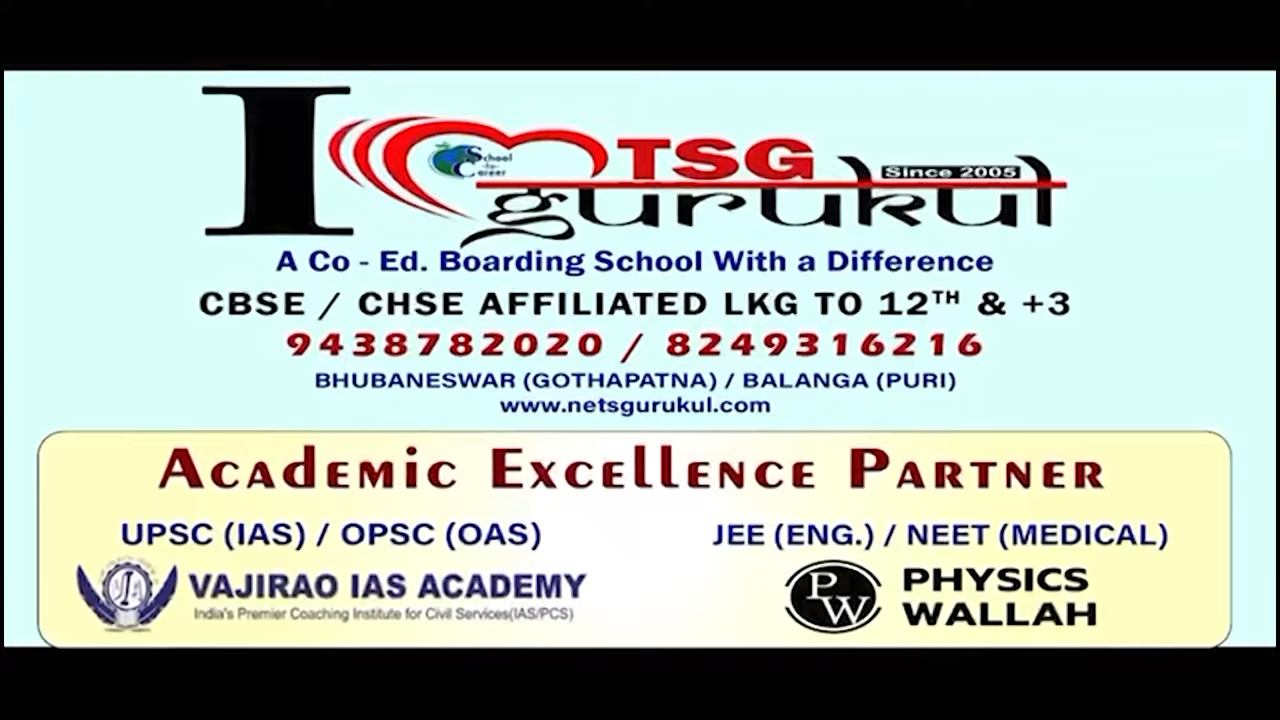 I TSG
School
-to-
Career
gurukul Since 2005
A Co - Ed. Boarding School With a Difference
CBSE / CHSE AFFILIATED LKG TO 12TH & +3
9438782020 / 8249316216
BHUBANESWAR (GOTHAPATNA) / BALANGA (PURI)
www.netsgurukul.com
Academic Excellence Partner
UPSC (IAS) / OPSC (OAS)
JEE (ENG.) / NEET (MEDICAL)
VAJIRAO IAS ACADEMY
India's Premier Coaching Institute for Civil Services(IAS/PCS)
PW
PHYSICS
WALLAH